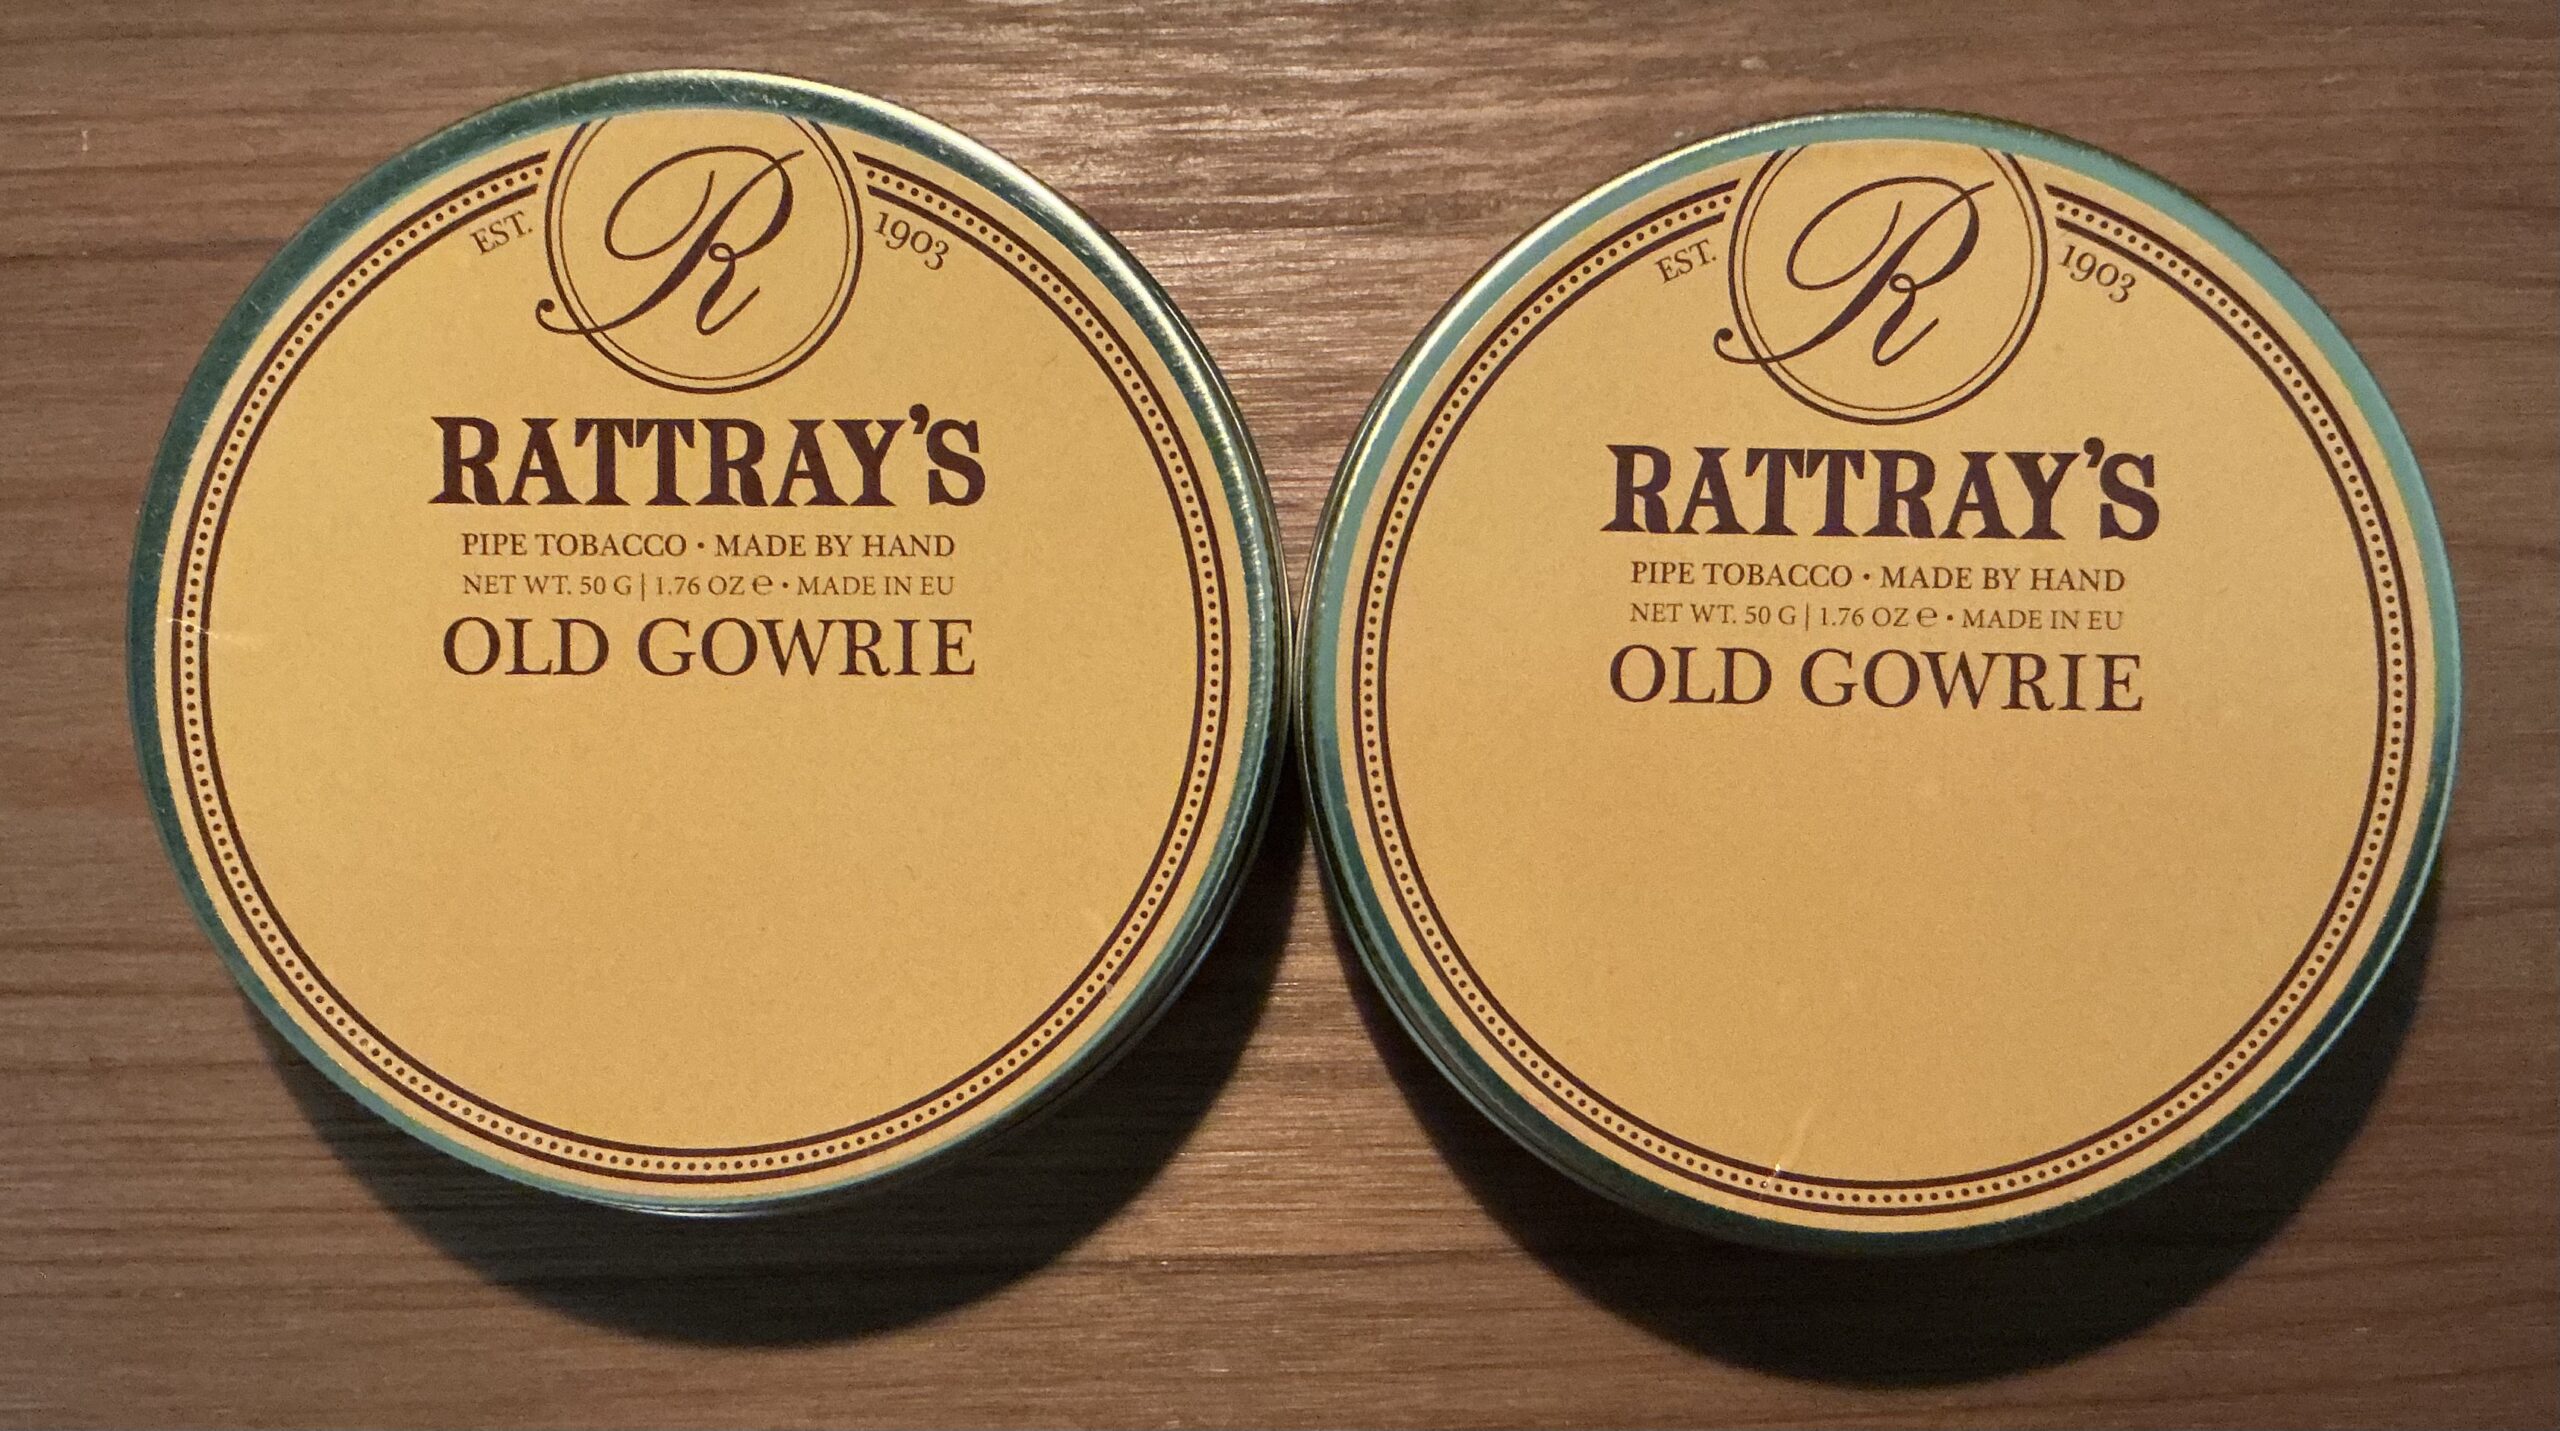 EST. R 1903
RATTRAY'S
PIPE TOBACCO • MADE BY HAND
NET WT. 50 G | 1.76 OZ ℮ • MADE IN EU
OLD GOWRIE
EST. R 1903
RATTRAY'S
PIPE TOBACCO • MADE BY HAND
NET WT. 50 G | 1.76 OZ ℮ • MADE IN EU
OLD GOWRIE